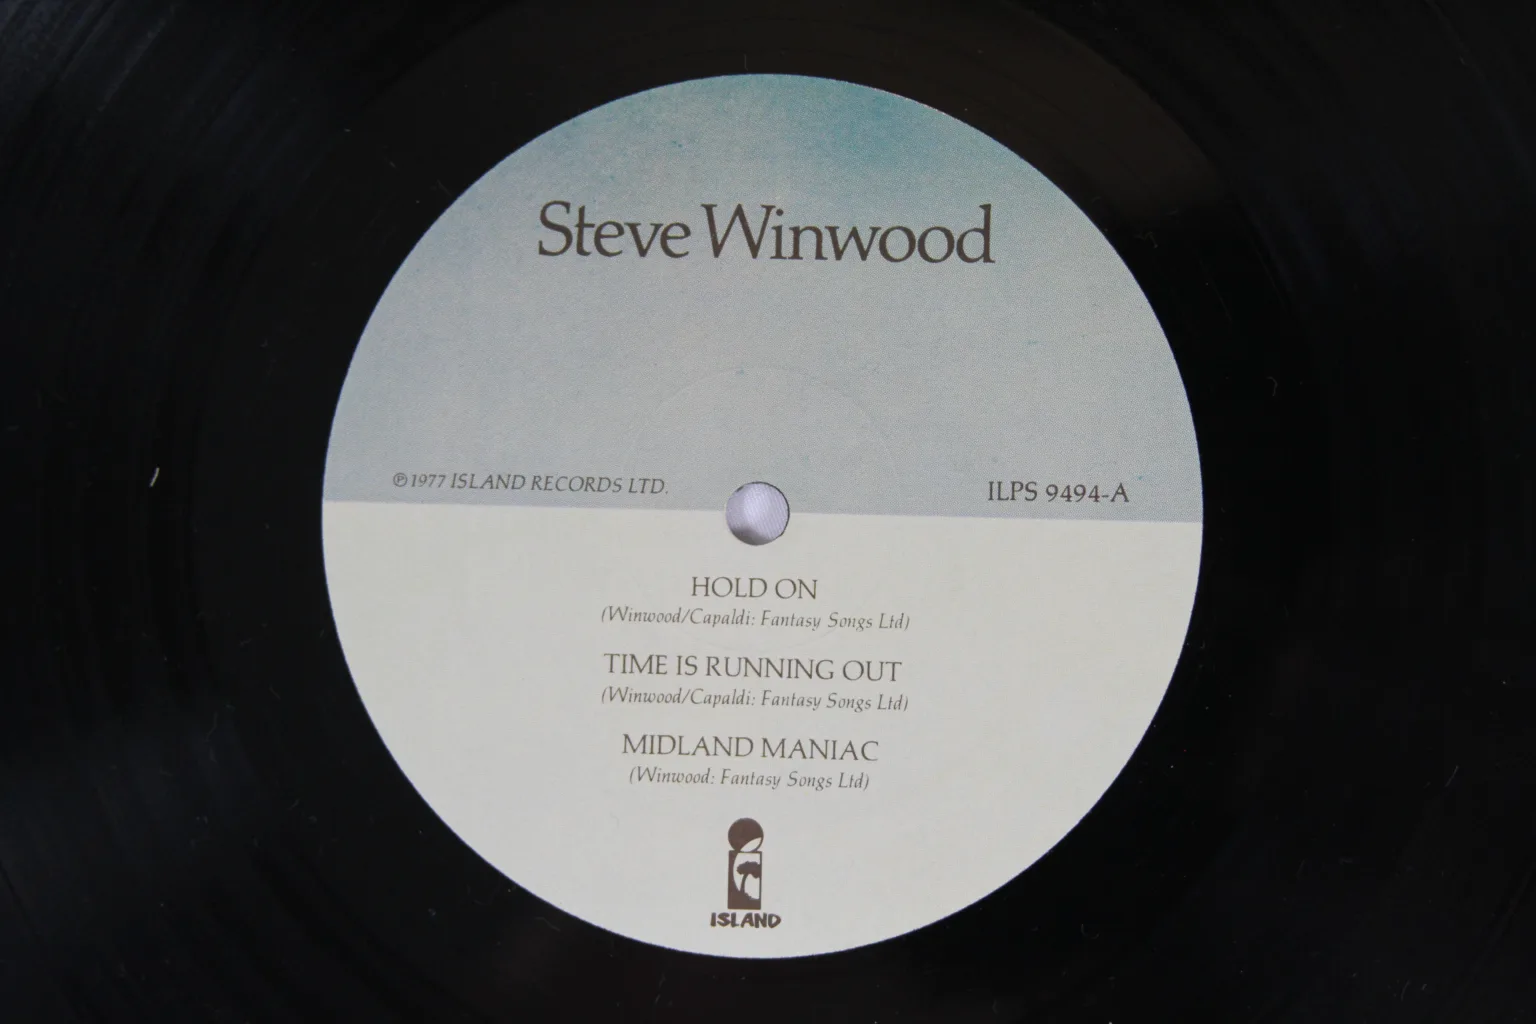 Steve Winwood
℗1977 ISLAND RECORDS LTD.
ILPS 9494-A
HOLD ON
(Winwood/Capaldi: Fantasy Songs Ltd)
TIME IS RUNNING OUT
(Winwood/Capaldi: Fantasy Songs Ltd)
MIDLAND MANIAC
(Winwood: Fantasy Songs Ltd)
ISLAND